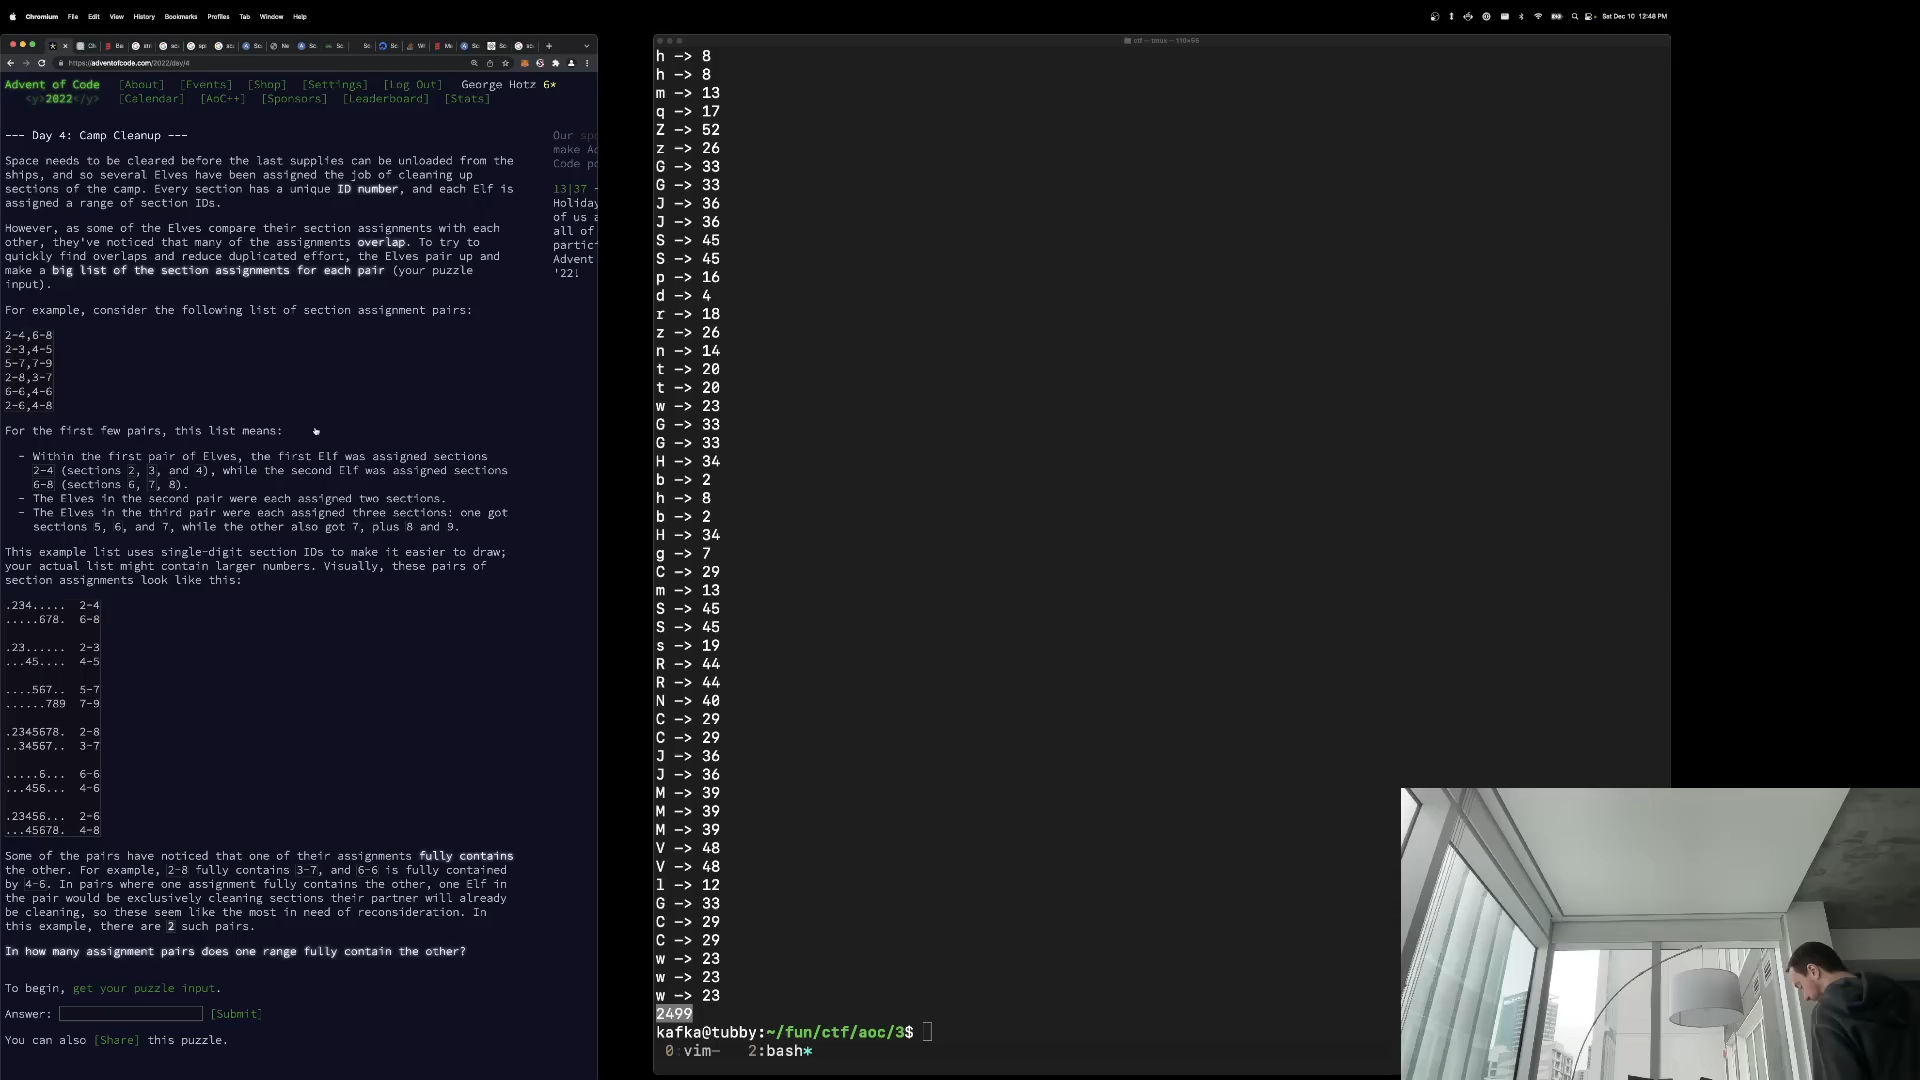 Chromium File Edit View History Bookmarks Profiles Tab Window Help
Sat Dec 10 12:48 PM
https://adventofcode.com/2022/day/4
Advent of Code [About] [Events] [Shop] [Settings] [Log Out] George Hotz 6*
<y>2022</y> [Calendar] [AoC++] [Sponsors] [Leaderboard] [Stats]
--- Day 4: Camp Cleanup ---
Space needs to be cleared before the last supplies can be unloaded from the
ships, and so several Elves have been assigned the job of cleaning up
sections of the camp. Every section has a unique ID number, and each Elf is
assigned a range of section IDs.
However, as some of the Elves compare their section assignments with each
other, they've noticed that many of the assignments overlap. To try to
quickly find overlaps and reduce duplicated effort, the Elves pair up and
make a big list of the section assignments for each pair (your puzzle
input).
For example, consider the following list of section assignment pairs:
2-4,6-8
2-3,4-5
5-7,7-9
2-8,3-7
6-6,4-6
2-6,4-8
For the first few pairs, this list means:
- Within the first pair of Elves, the first Elf was assigned sections
2-4 (sections 2, 3, and 4), while the second Elf was assigned sections
6-8 (sections 6, 7, 8).
- The Elves in the second pair were each assigned two sections.
- The Elves in the third pair were each assigned three sections: one got
sections 5, 6, and 7, while the other also got 7, plus 8 and 9.
This example list uses single-digit section IDs to make it easier to draw;
your actual list might contain larger numbers. Visually, these pairs of
section assignments look like this:
.234..... 2-4
.....678. 6-8
.23...... 2-3
...45.... 4-5
....567.. 5-7
......789 7-9
.2345678. 2-8
..34567.. 3-7
.....6... 6-6
...456... 4-6
.23456... 2-6
...45678. 4-8
Some of the pairs have noticed that one of their assignments fully contains
the other. For example, 2-8 fully contains 3-7, and 6-6 is fully contained
by 4-6. In pairs where one assignment fully contains the other, one Elf in
the pair would be exclusively cleaning sections their partner will already
be cleaning, so these seem like the most in need of reconsideration. In
this example, there are 2 such pairs.
In how many assignment pairs does one range fully contain the other?
To begin, get your puzzle input.
Answer: [Submit]
You can also [Share] this puzzle.
Our
make
Code
13|37
Holiday
of us
all of
Advent
'22!
ctf — tmux — 110×55
h -> 8
h -> 8
m -> 13
q -> 17
Z -> 52
z -> 26
G -> 33
G -> 33
J -> 36
J -> 36
S -> 45
S -> 45
p -> 16
d -> 4
r -> 18
z -> 26
n -> 14
t -> 20
t -> 20
w -> 23
G -> 33
G -> 33
H -> 34
b -> 2
h -> 8
b -> 2
H -> 34
g -> 7
C -> 29
m -> 13
S -> 45
S -> 45
s -> 19
R -> 44
R -> 44
N -> 40
C -> 29
C -> 29
J -> 36
J -> 36
M -> 39
M -> 39
M -> 39
V -> 48
V -> 48
l -> 12
G -> 33
C -> 29
C -> 29
w -> 23
w -> 23
w -> 23
2499
kafka@tubby:~/fun/ctf/aoc/3$
0:vim- 2:bash*